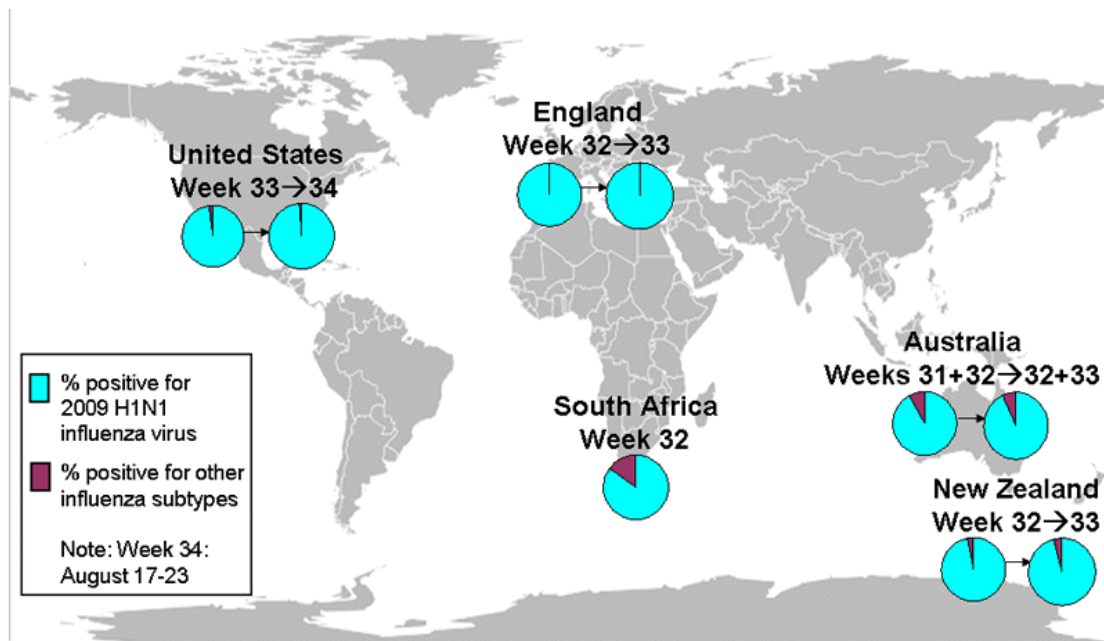 England
Week 32→33
United States
Week 33→34
Australia
Weeks 31+32→32+33
South Africa
Week 32
New Zealand
Week 32→33
% positive for
2009 H1N1
influenza virus
% positive for other
influenza subtypes
Note: Week 34:
August 17-23